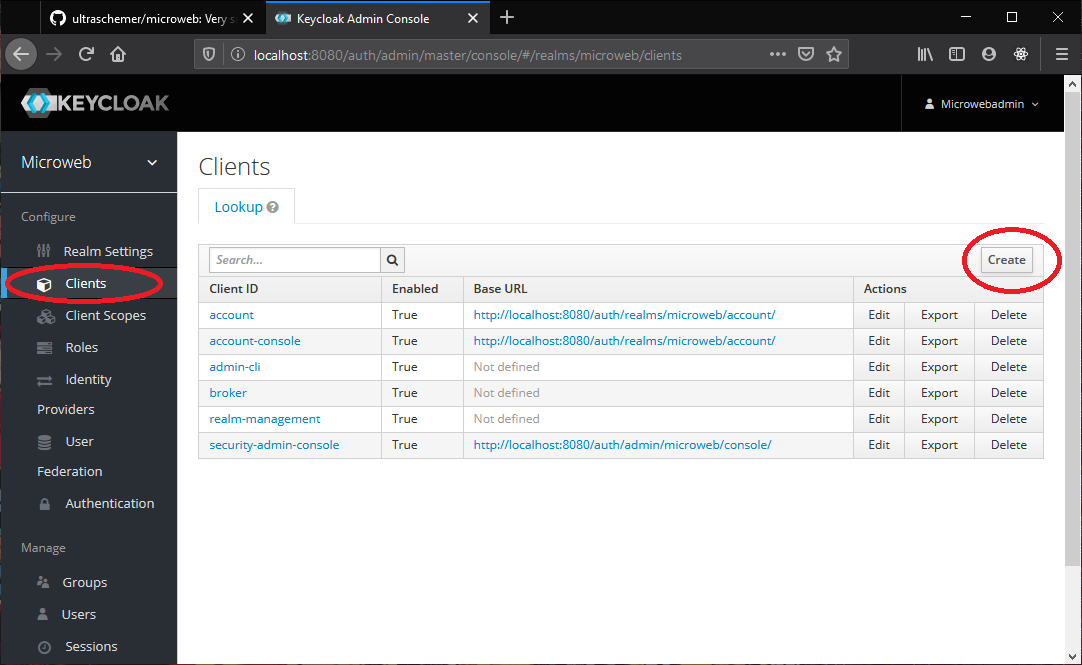 ultraschemer/microweb: Very s
Keycloak Admin Console
localhost:8080/auth/admin/master/console/#/realms/microweb/clients
KEYCLOAK
Microwebadmin
Microweb
Configure
Realm Settings
Clients
Client Scopes
Roles
Identity
Providers
User
Federation
Authentication
Manage
Groups
Users
Sessions
Clients
Lookup
Search...
Create
Client ID Enabled Base URL Actions
account True http://localhost:8080/auth/realms/microweb/account/ Edit Export Delete
account-console True http://localhost:8080/auth/realms/microweb/account/ Edit Export Delete
admin-cli True Not defined Edit Export Delete
broker True Not defined Edit Export Delete
realm-management True Not defined Edit Export Delete
security-admin-console True http://localhost:8080/auth/admin/microweb/console/ Edit Export Delete